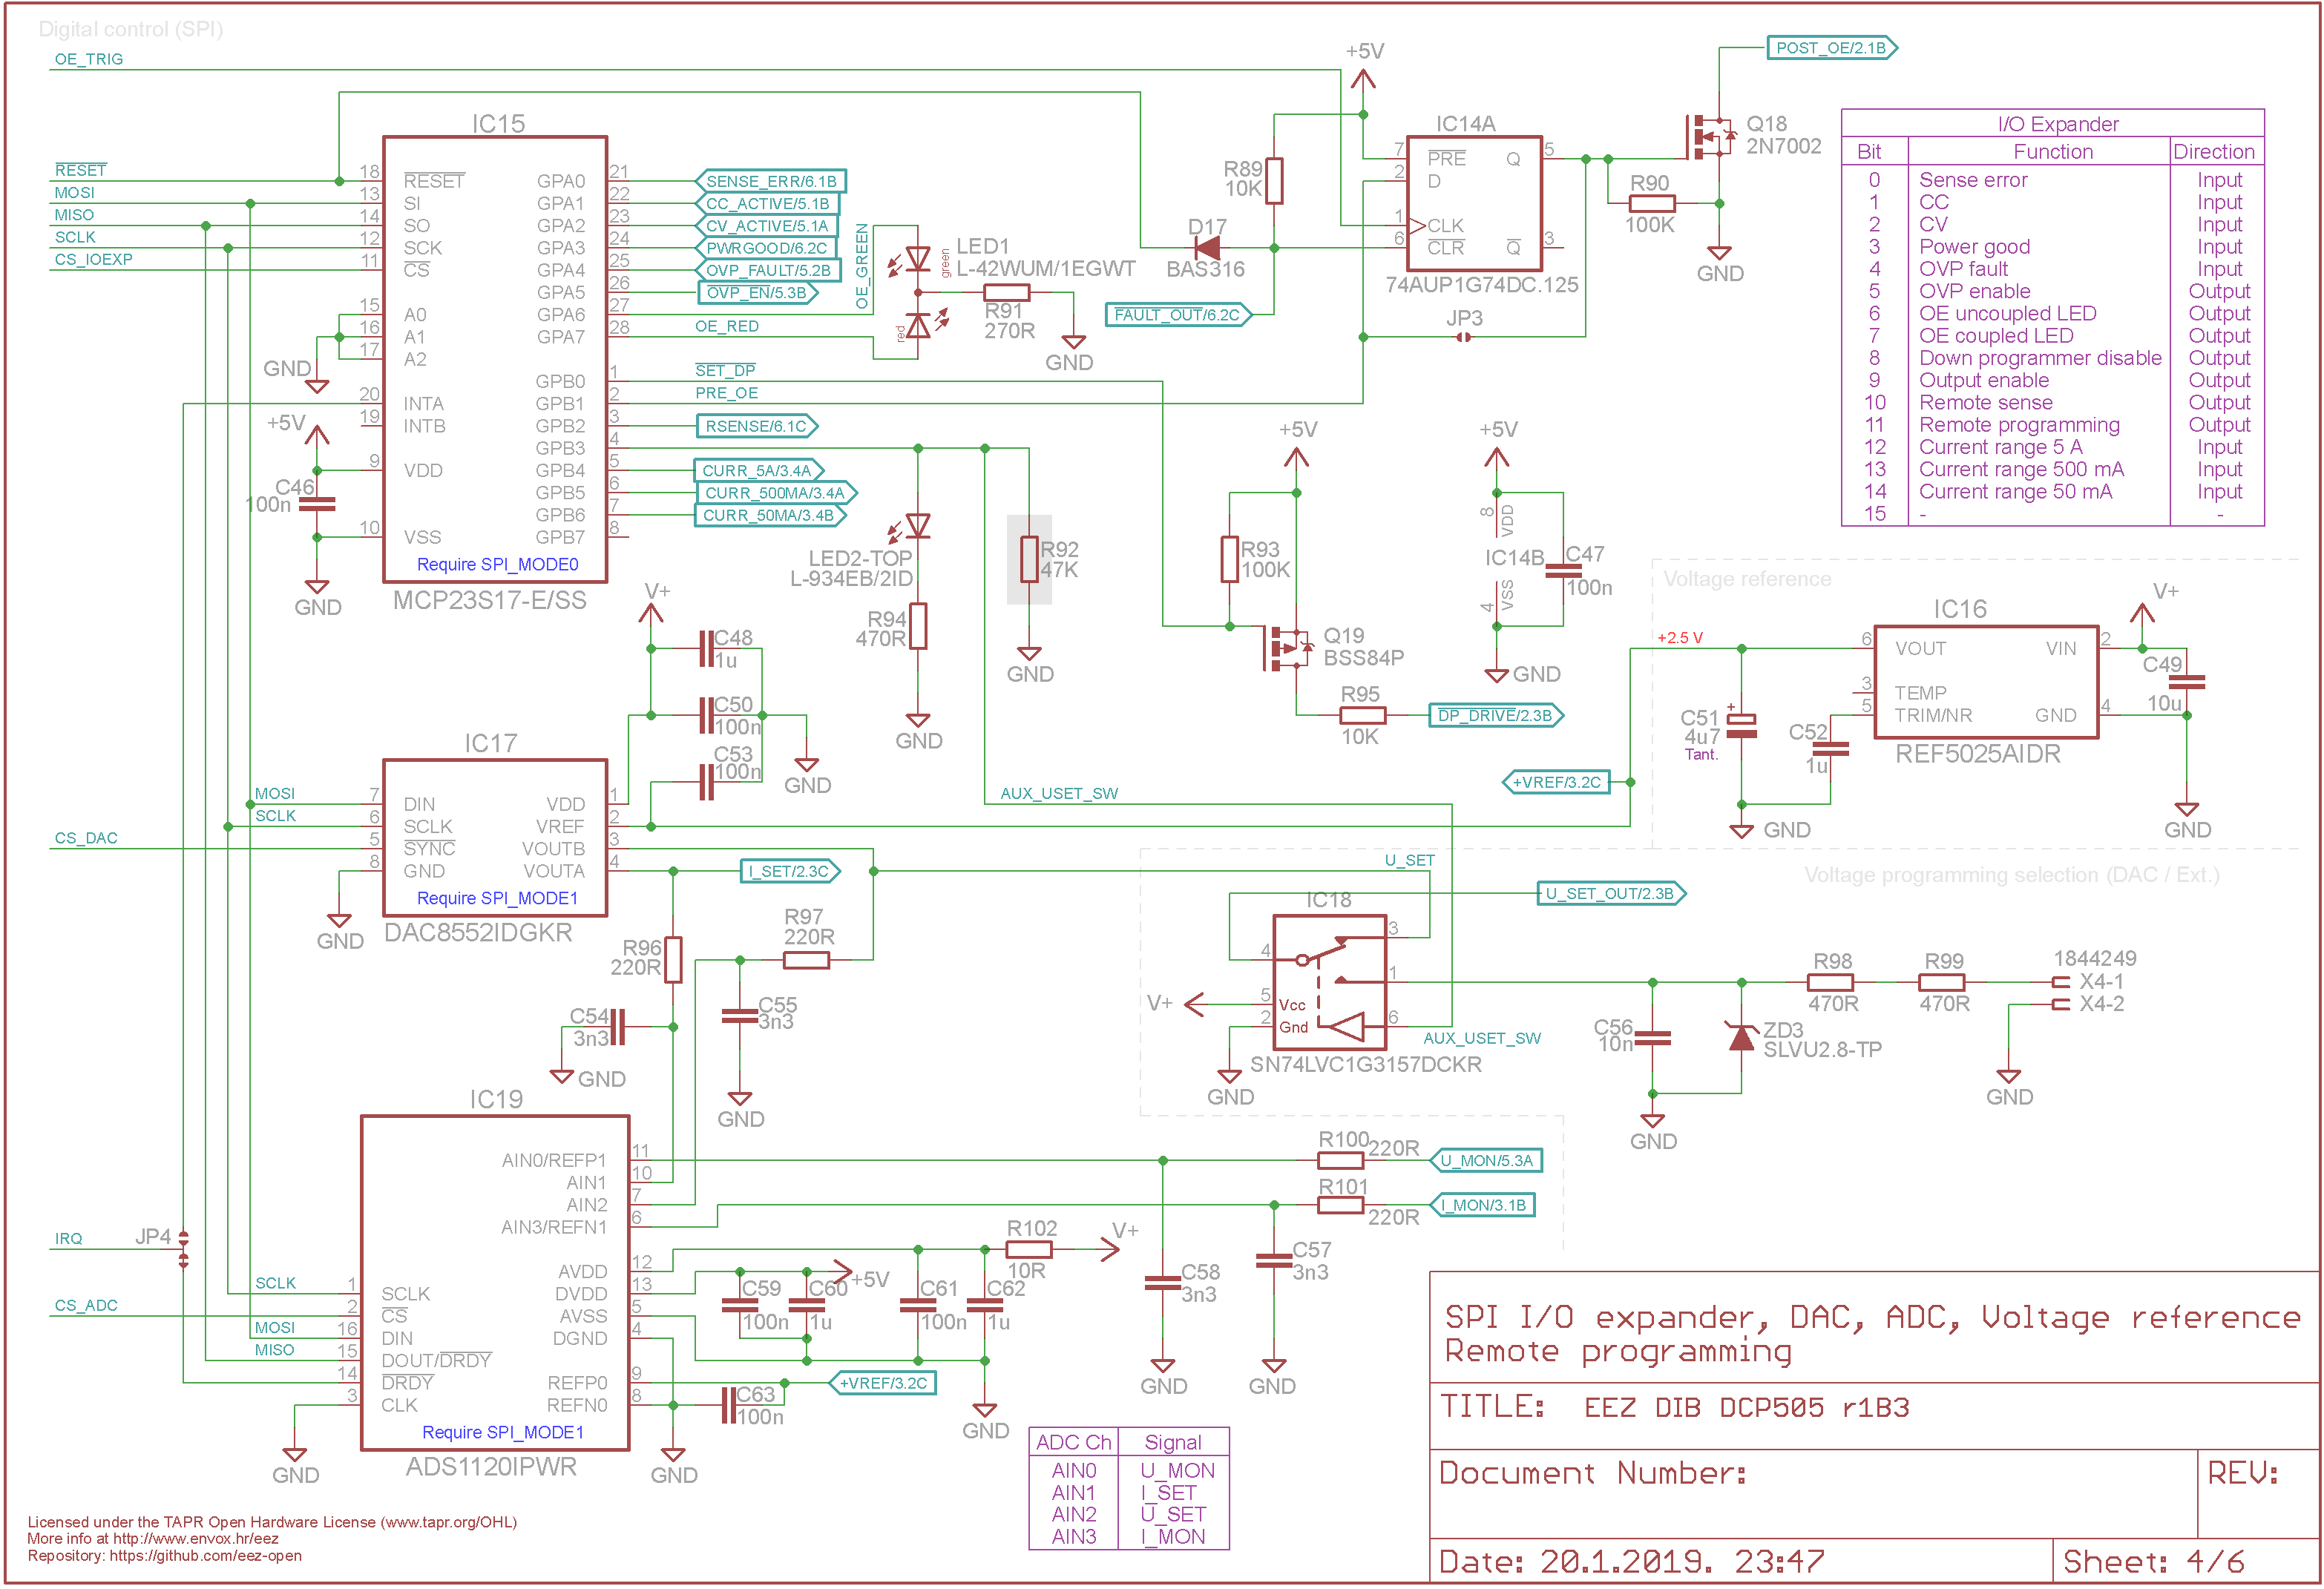 Digital control (SPI)
OE_TRIG
RESET
MOSI
MISO
SCLK
CS_IOEXP
IC15
18 RESET GPA0 21 SENSE_ERR/6.1B
13 SI GPA1 22 CC_ACTIVE/5.1B
14 SO GPA2 23 CV_ACTIVE/5.1A
12 SCK GPA3 24 PWRGOOD/6.2C
11 CS GPA4 25 OVP_FAULT/5.2B
GPA5 26 OVP_EN/5.3B
15 A0 GPA6 27 OE_GREEN
16 A1 GPA7 28 OE_RED
17 A2
GND
GPB0 1 SET_DP
20 INTA GPB1 2 PRE_OE
19 INTB GPB2 3 RSENSE/6.1C
GPB3 4
9 VDD GPB4 5 CURR_5A/3.4A
GPB5 6 CURR_500MA/3.4A
GPB6 7 CURR_50MA/3.4B
10 VSS GPB7 8
Require SPI_MODE0
MCP23S17-E/SS
+5V
C46
100n
GND
LED1
L-42WUM/1EGWT
green
red
R91
270R
GND
D17
BAS316
R89
10K
+5V
FAULT_OUT/6.2C
IC14A
7 PRE Q 5
2 D
1 CLK
6 CLR Q 3
74AUP1G74DC.125
JP3
POST_OE/2.1B
Q18
2N7002
R90
100K
GND
I/O Expander
Bit Function Direction
0 Sense error Input
1 CC Input
2 CV Input
3 Power good Input
4 OVP fault Input
5 OVP enable Output
6 OE uncoupled LED Output
7 OE coupled LED Output
8 Down programmer disable Output
9 Output enable Output
10 Remote sense Output
11 Remote programming Output
12 Current range 5 A Input
13 Current range 500 mA Input
14 Current range 50 mA Input
15 - -
LED2-TOP
L-934EB/2ID
R94
470R
GND
R92
47K
GND
+5V
R93
100K
Q19
BSS84P
R95
10K
DP_DRIVE/2.3B
+5V
8 VDD
IC14B
4 VSS
C47
100n
GND
Voltage reference
IC16
+2.5 V
6 VOUT VIN 2
3 TEMP
5 TRIM/NR GND 4
REF5025AIDR
V+
C49
10u
GND
C51
4u7
Tant.
C52
1u
GND
+VREF/3.2C
V+
C48
1u
C50
100n
C53
100n
GND
IC17
MOSI 7 DIN VDD 1
SCLK 6 SCLK VREF 2
CS_DAC 5 SYNC VOUTB 3
8 GND VOUTA 4
Require SPI_MODE1
DAC8552IDGKR
GND
AUX_USET_SW
I_SET/2.3C
U_SET
R97
220R
R96
220R
C54
3n3
GND
C55
3n3
GND
Voltage programming selection (DAC / Ext.)
U_SET_OUT/2.3B
IC18
4 3
1
V+ 5 Vcc
2 Gnd 6
AUX_USET_SW
SN74LVC1G3157DCKR
GND
R98
470R
R99
470R
1844249
X4-1
X4-2
C56
10n
ZD3
SLVU2.8-TP
GND
GND
IC19
AIN0/REFP1 11
AIN1 10
AIN2 7
AIN3/REFN1 6
AVDD 12
1 SCLK DVDD 13
2 CS AVSS 5
16 DIN DGND 4
15 DOUT/DRDY
14 DRDY REFP0 9
3 CLK REFN0 8
Require SPI_MODE1
ADS1120IPWR
IRQ
JP4
SCLK
CS_ADC
MOSI
MISO
GND
GND
R100
220R
U_MON/5.3A
R101
220R
I_MON/3.1B
R102
10R
V+
+5V
C59
100n
C60
1u
C61
100n
C62
1u
C58
3n3
C57
3n3
GND
GND
+VREF/3.2C
C63
100n
GND
ADC Ch Signal
AIN0 U_MON
AIN1 I_SET
AIN2 U_SET
AIN3 I_MON
SPI I/O expander, DAC, ADC, Voltage reference
Remote programming
TITLE: EEZ DIB DCP505 r1B3
Document Number:
REV:
Date: 20.1.2019. 23:47
Sheet: 4/6
Licensed under the TAPR Open Hardware License (www.tapr.org/OHL)
More info at http://www.envox.hr/eez
Repository: https://github.com/eez-open